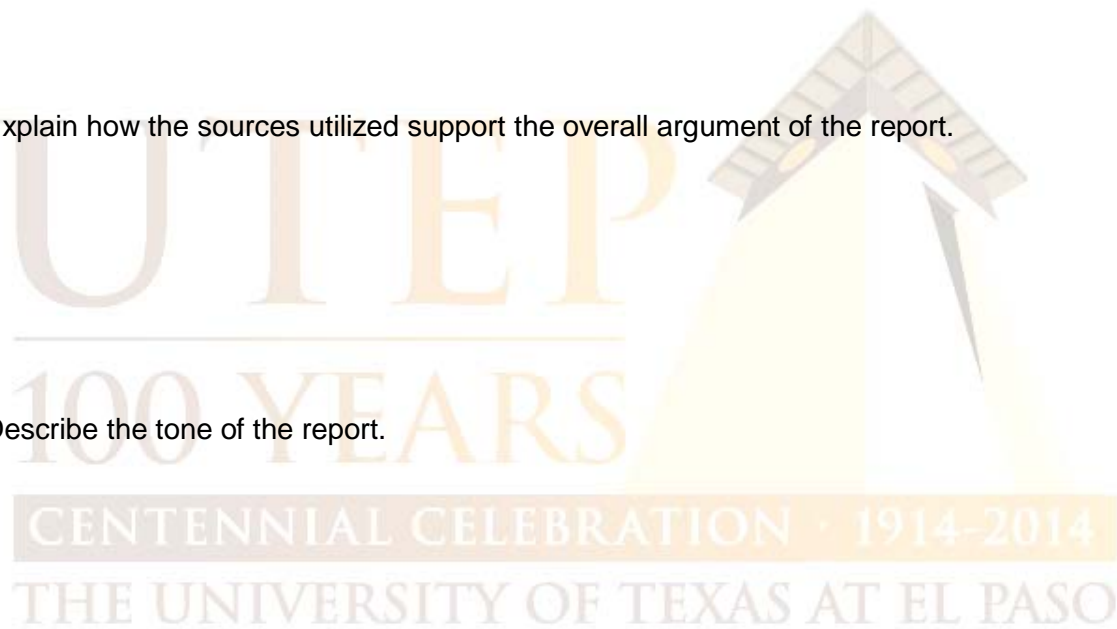 xplain how the sources utilized support the overall argument of the report.
UTEP
100 YEARS
Describe the tone of the report.
CENTENNIAL CELEBRATION · 1914-2014
THE UNIVERSITY OF TEXAS AT EL PASO